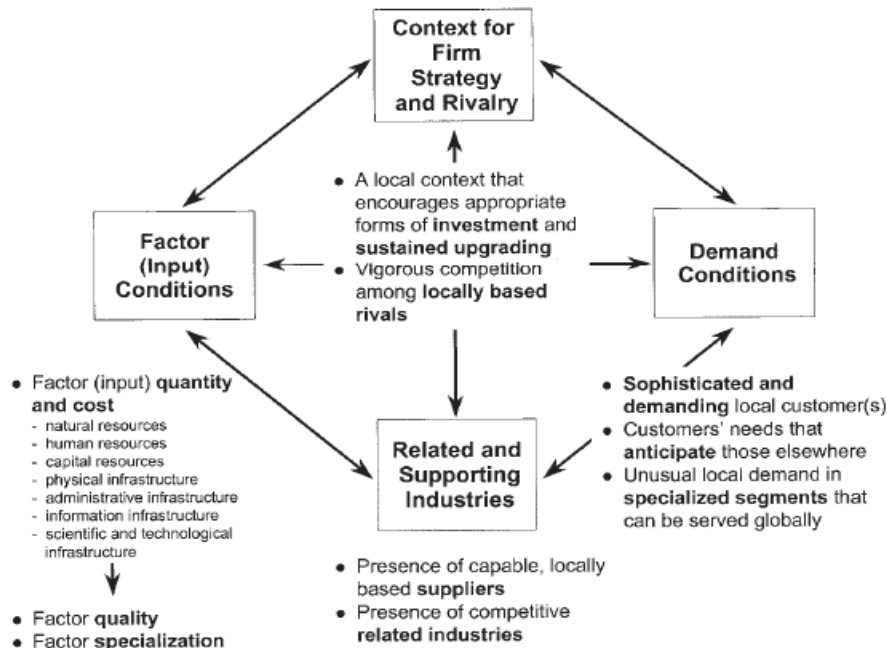 Context for
Firm
Strategy
and Rivalry
● A local context that
encourages appropriate
forms of investment and
sustained upgrading
● Vigorous competition
among locally based
rivals
Factor
(Input)
Conditions
Demand
Conditions
● Factor (input) quantity
and cost
- natural resources
- human resources
- capital resources
- physical infrastructure
- administrative infrastructure
- information infrastructure
- scientific and technological
infrastructure
● Factor quality
● Factor specialization
Related and
Supporting
Industries
● Presence of capable, locally
based suppliers
● Presence of competitive
related industries
● Sophisticated and
demanding local customer(s)
● Customers' needs that
anticipate those elsewhere
● Unusual local demand in
specialized segments that
can be served globally